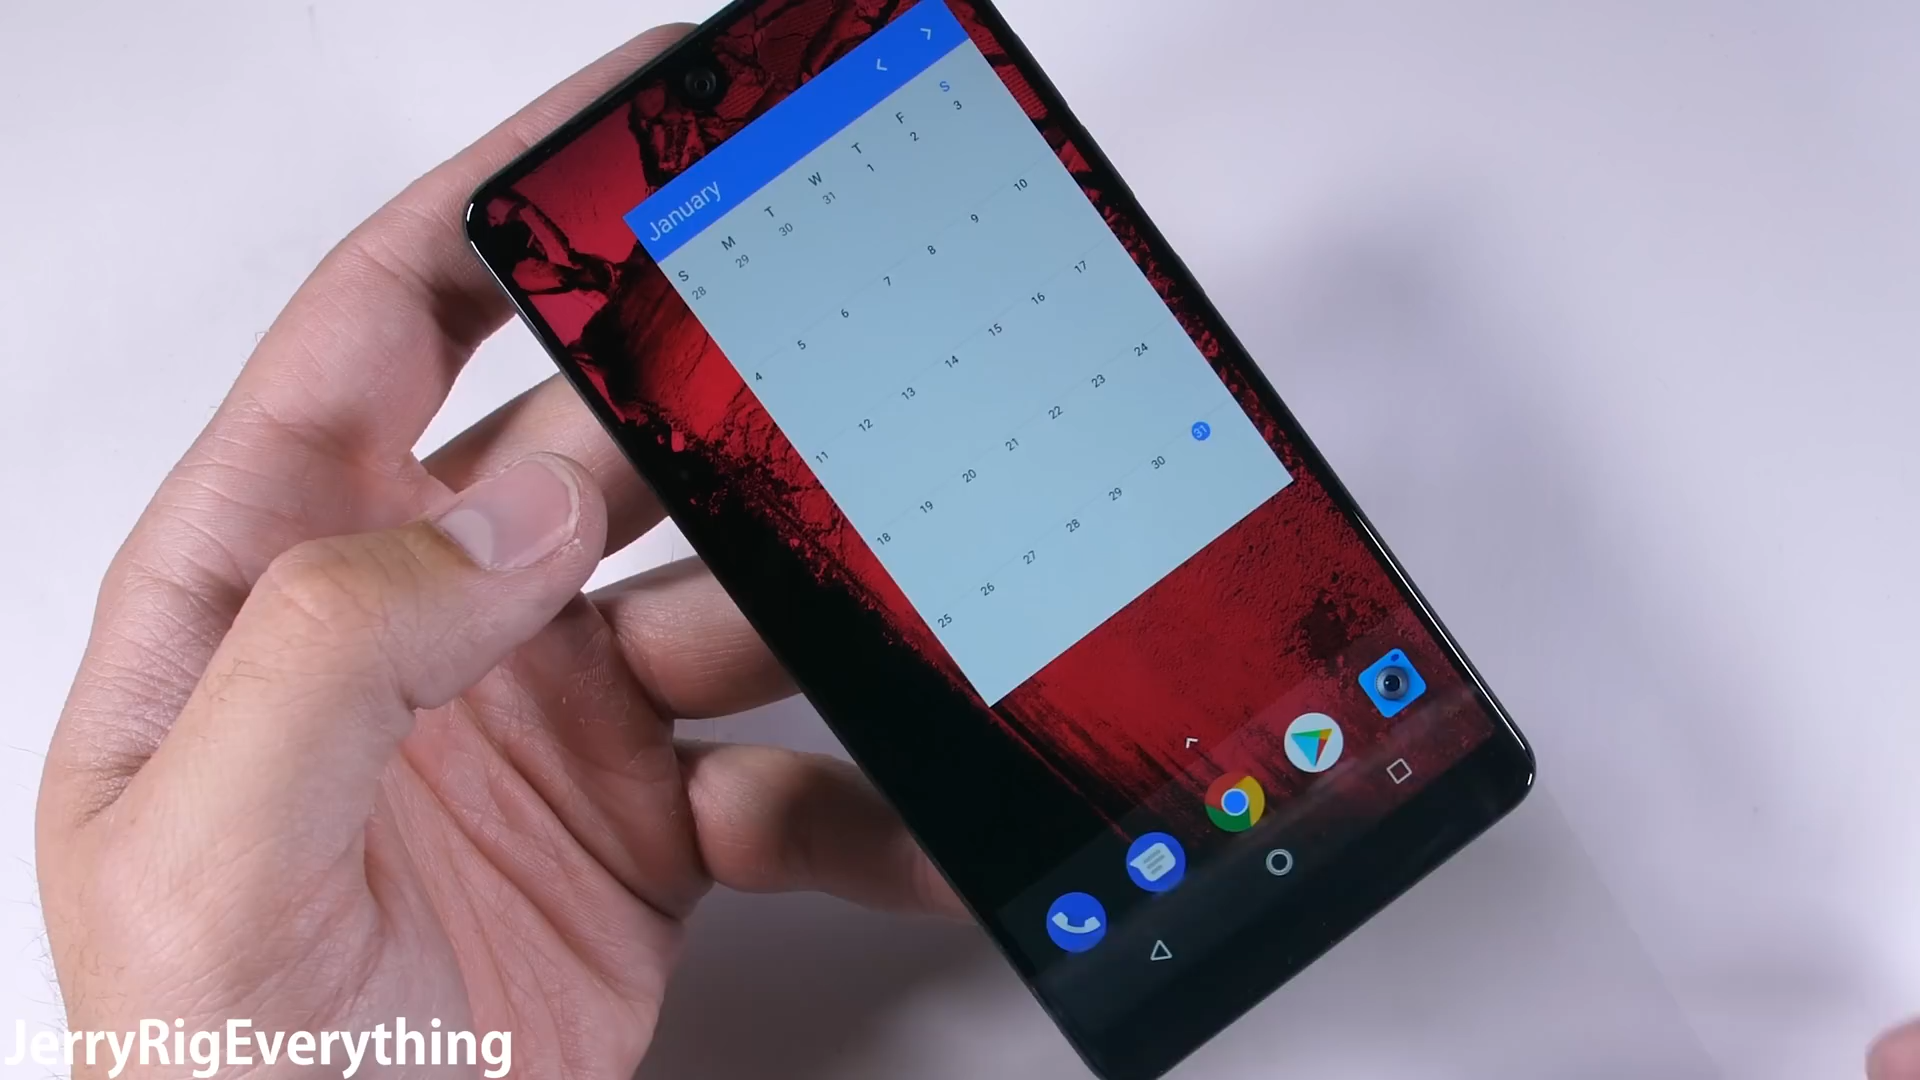 January
S M T W T F S
28 29 30 31 1 2 3
4 5 6 7 8 9 10
11 12 13 14 15 16 17
18 19 20 21 22 23 24
25 26 27 28 29 30 31
JerryRigEverything